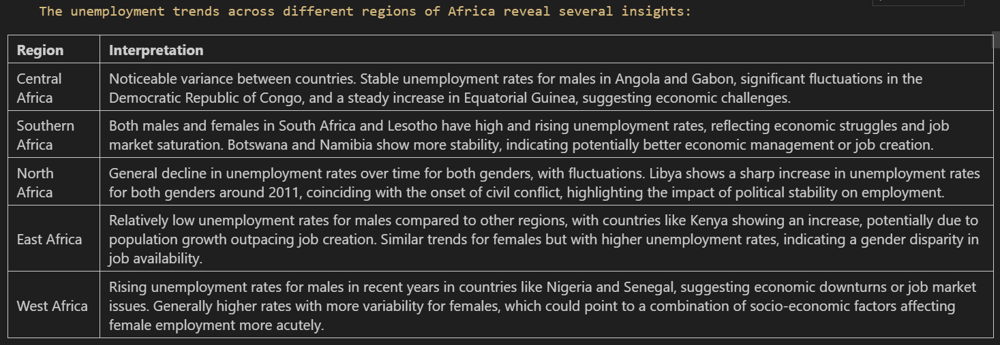 The unemployment trends across different regions of Africa reveal several insights:
Region
Interpretation
Central
Africa
Noticeable variance between countries. Stable unemployment rates for males in Angola and Gabon, significant fluctuations in the
Democratic Republic of Congo, and a steady increase in Equatorial Guinea, suggesting economic challenges.
Southern
Africa
Both males and females in South Africa and Lesotho have high and rising unemployment rates, reflecting economic struggles and job
market saturation. Botswana and Namibia show more stability, indicating potentially better economic management or job creation.
North
Africa
General decline in unemployment rates over time for both genders, with fluctuations. Libya shows a sharp increase in unemployment rates
for both genders around 2011, coinciding with the onset of civil conflict, highlighting the impact of political stability on employment.
East Africa
Relatively low unemployment rates for males compared to other regions, with countries like Kenya showing an increase, potentially due to
population growth outpacing job creation. Similar trends for females but with higher unemployment rates, indicating a gender disparity in
job availability.
West Africa
Rising unemployment rates for males in recent years in countries like Nigeria and Senegal, suggesting economic downturns or job market
issues. Generally higher rates with more variability for females, which could point to a combination of socio-economic factors affecting
female employment more acutely.